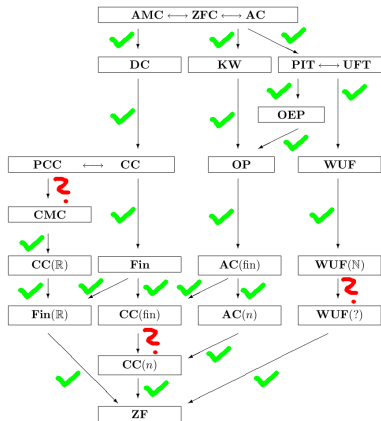 AMC ↔ ZFC ↔ AC
DC KW PIT ↔ UFT
OEP
PCC ↔ CC OP WUF
?
CMC
CC(ℝ) Fin AC(fin) WUF(ℕ)
?
Fin(ℝ) CC(fin) AC(n) WUF(?)
?
CC(n)
ZF